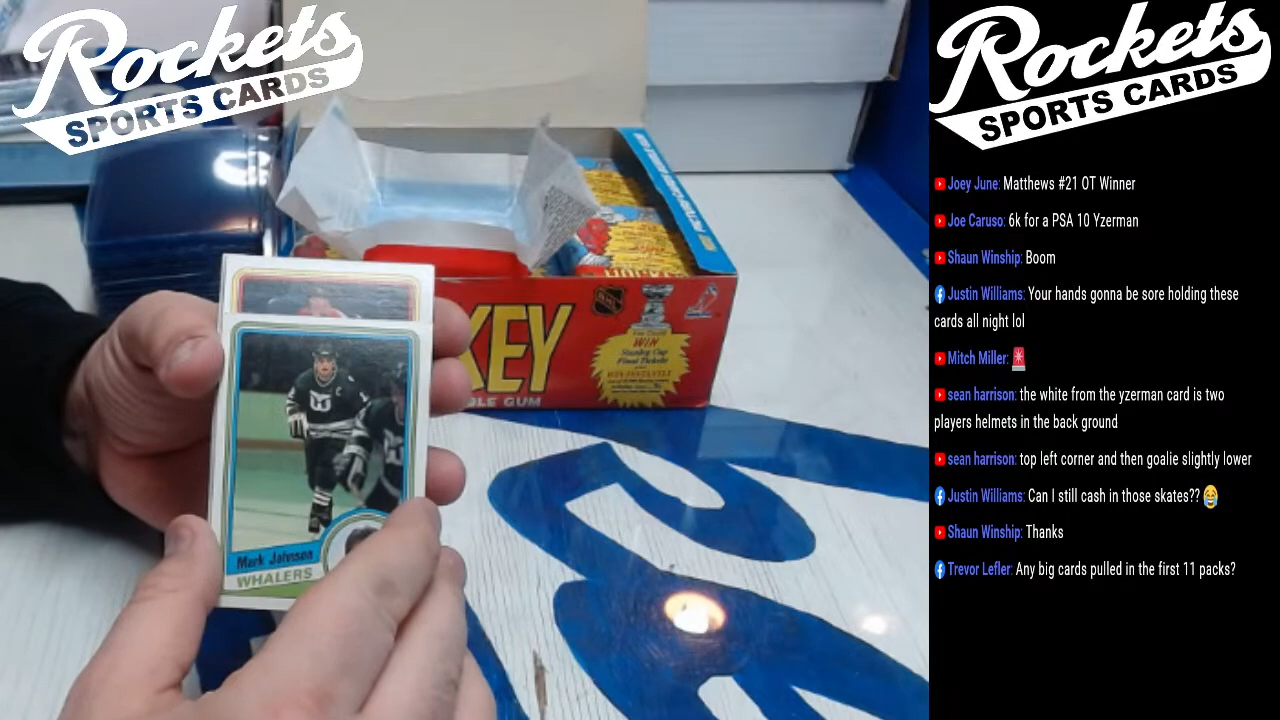 Rockets
SPORTS CARDS
Rockets
SPORTS CARDS
Joey June: Matthews #21 OT Winner
Joe Caruso: 6k for a PSA 10 Yzerman
Shaun Winship: Boom
Justin Williams: Your hands gonna be sore holding these
cards all night lol
Mitch Miller:
sean harrison: the white from the yzerman card is two
players helmets in the back ground
sean harrison: top left corner and then goalie slightly lower
Justin Williams: Can I still cash in those skates??
Shaun Winship: Thanks
Trevor Lefler: Any big cards pulled in the first 11 packs?
KEY
WIN
Stanley Cup
Final Tickets
WIN INSTANTLY
BLE GUM
Mark Johnson
WHALERS